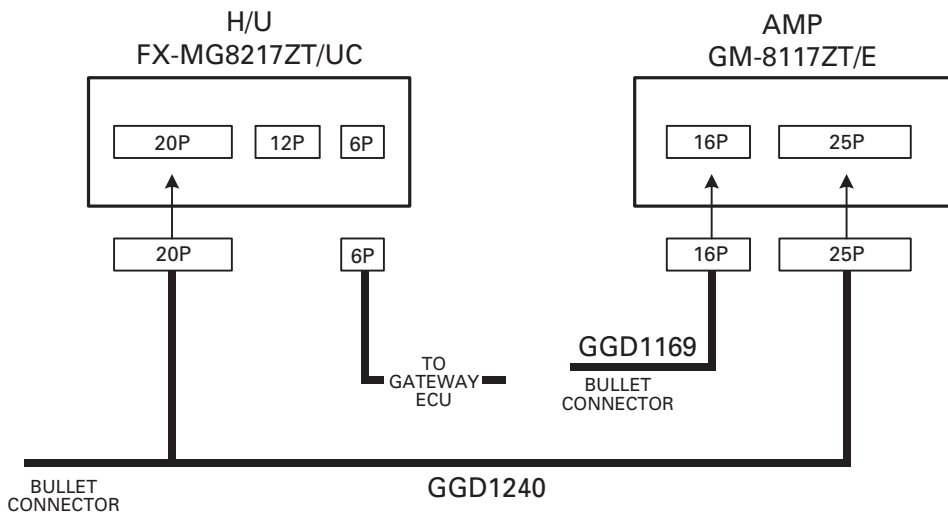 H/U
FX-MG8217ZT/UC
AMP
GM-8117ZT/E
20P
12P
6P
16P
25P
20P
6P
16P
25P
TO
GATEWAY
ECU
GGD1169
BULLET
CONNECTOR
BULLET
CONNECTOR
GGD1240